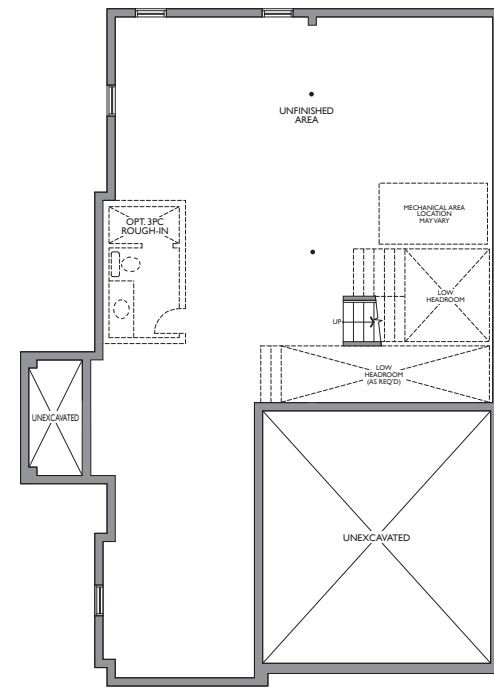 UNFINISHED
AREA
MECHANICAL AREA
LOCATION
MAY VARY
OPT. 3PC
ROUGH-IN
LOW
HEADROOM
UP
LOW
HEADROOM
(AS REQ'D)
UNEXCAVATED
UNEXCAVATED